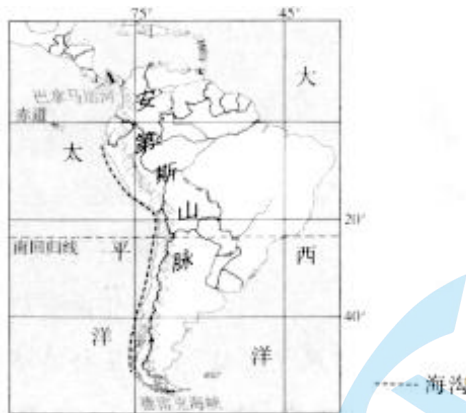 75° 45°
大
巴拿马运河
安
赤道
第
太
斯
山
20°
南回归线
平
脉
西
40°
洋
洋
海沟
麦哲伦海峡